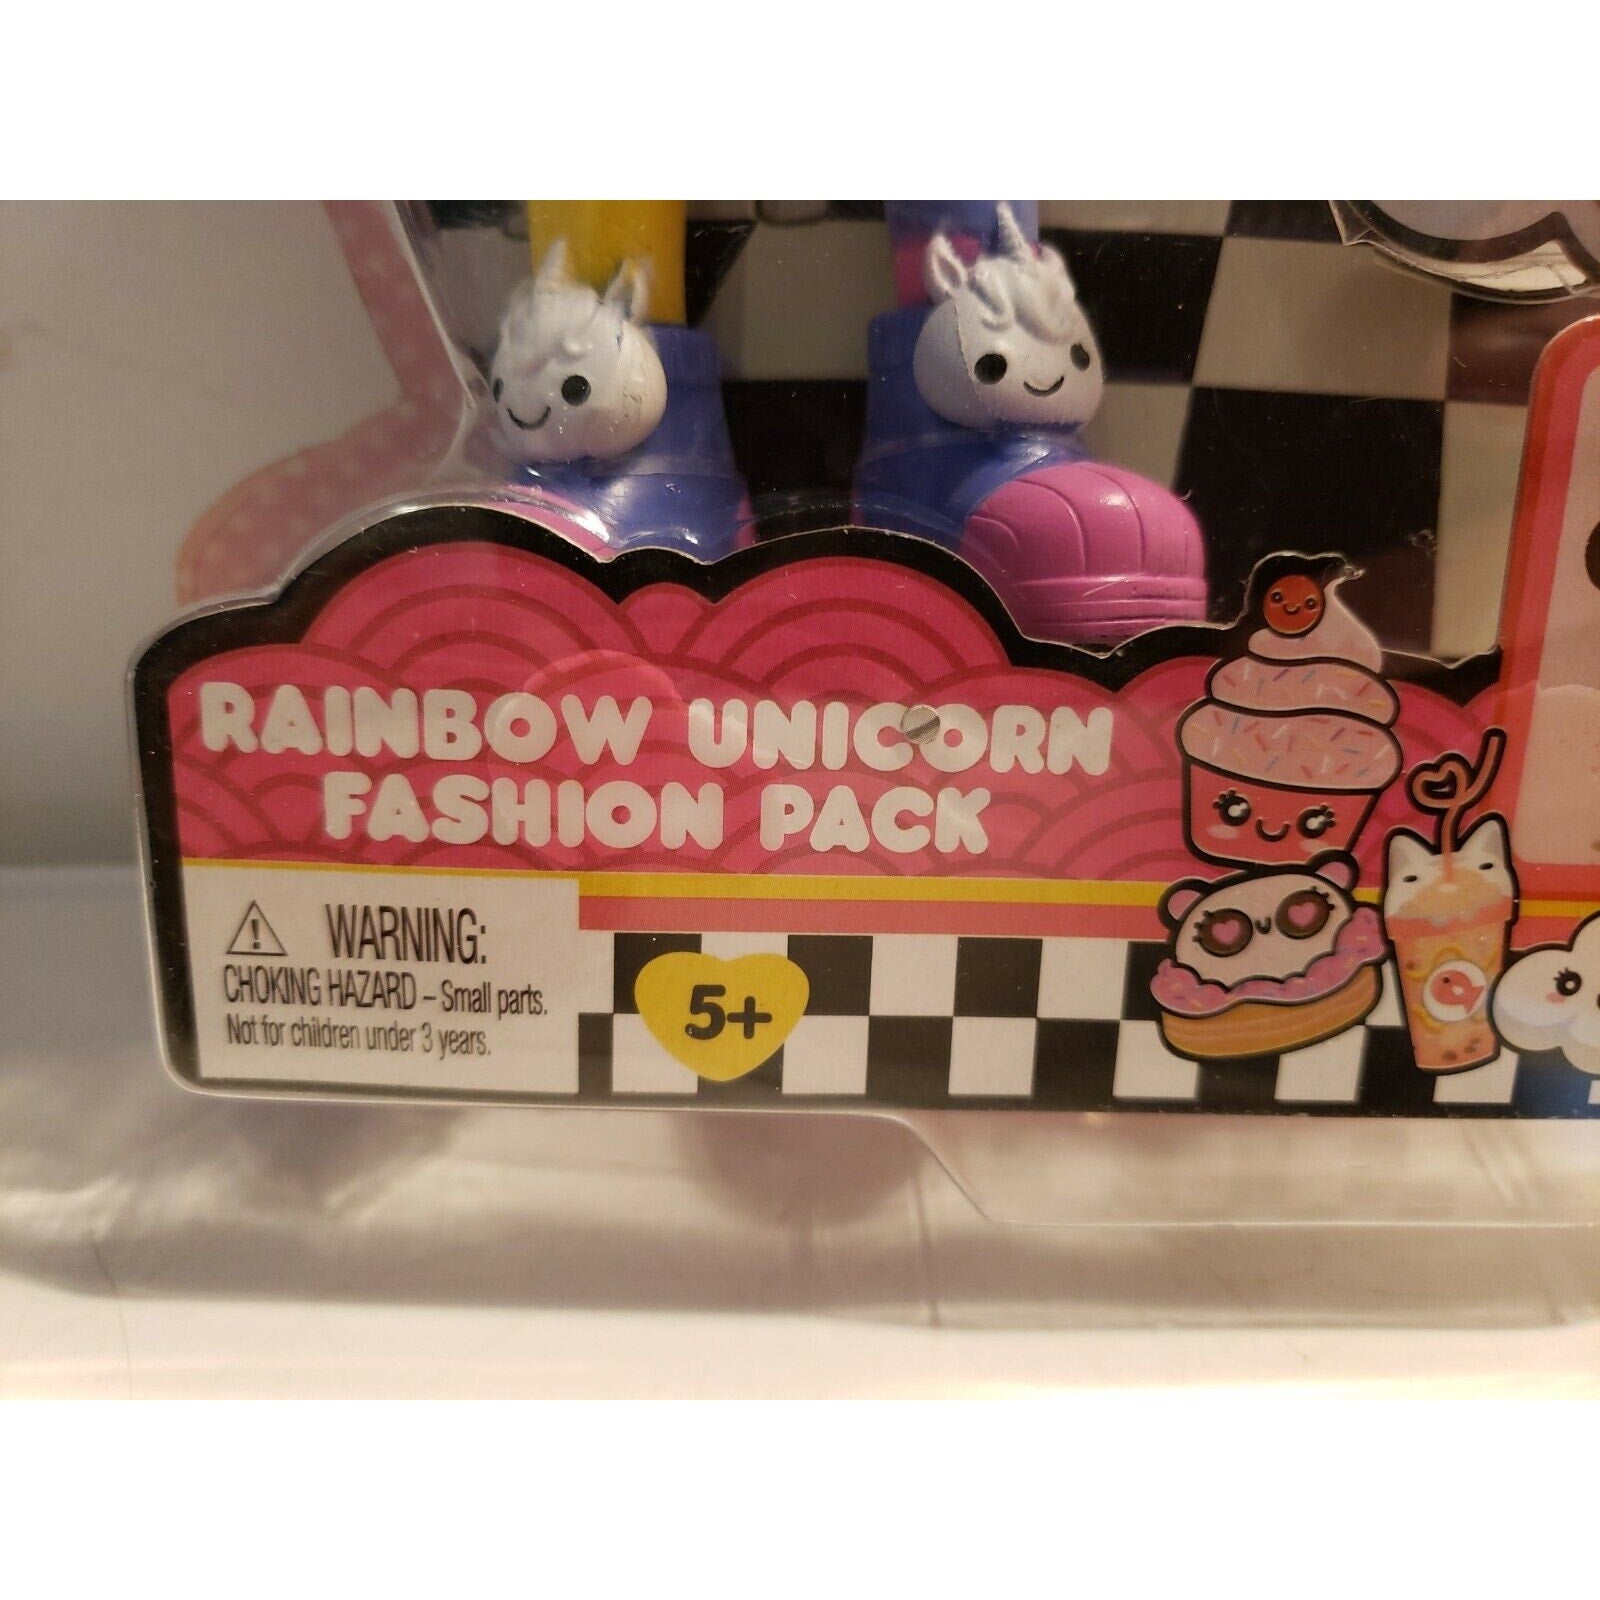 RAINBOW UNICORN
FASHION PACK
WARNING:
CHOKING HAZARD – Small parts.
Not for children under 3 years.
5+